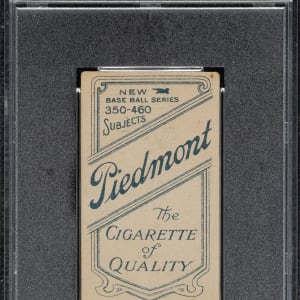 NEW
BASE BALL SERIES
350-460
SUBJECTS
Piedmont
The
CIGARETTE
of
QUALITY